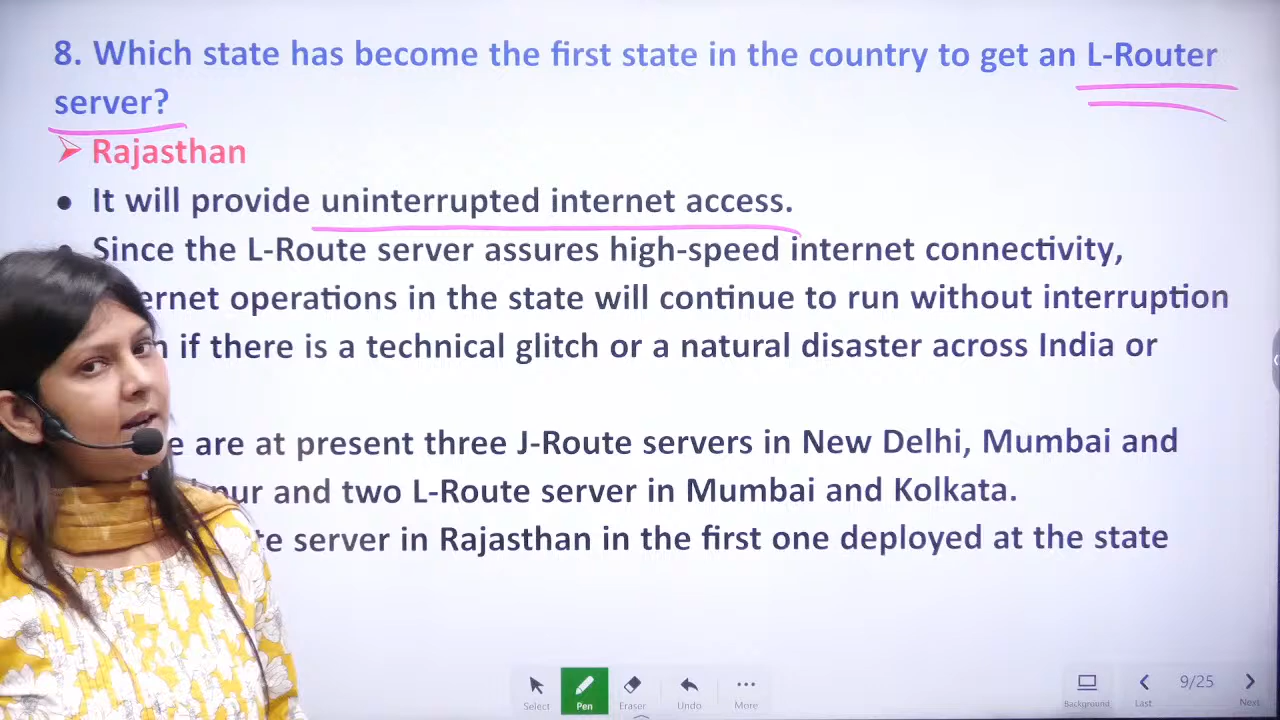 8. Which state has become the first state in the country to get an L-Router
server?
Rajasthan
It will provide uninterrupted internet access.
Since the L-Route server assures high-speed internet connectivity,
operations in the state will continue to run without interruption
if there is a technical glitch or a natural disaster across India or
are at present three J-Route servers in New Delhi, Mumbai and
and two L-Route server in Mumbai and Kolkata.
server in Rajasthan in the first one deployed at the state
Select
Pen
Eraser
Undo
More
Background
Last
9/25
Next